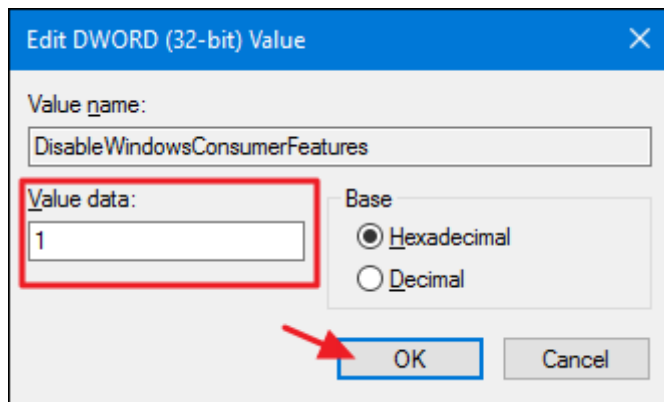 Edit DWORD (32-bit) Value
Value name:
DisableWindowsConsumerFeatures
Value data:
1
Base
Hexadecimal
Decimal
OK
Cancel